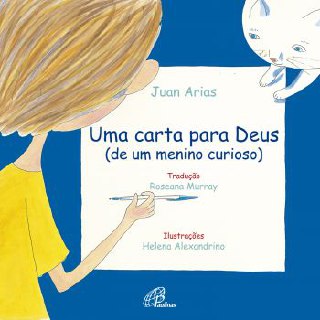 Juan Arias
Uma carta para Deus
(de um menino curioso)
Tradução
Roseana Murray
Ilustrações
Helena Alexandrino
Paulinas